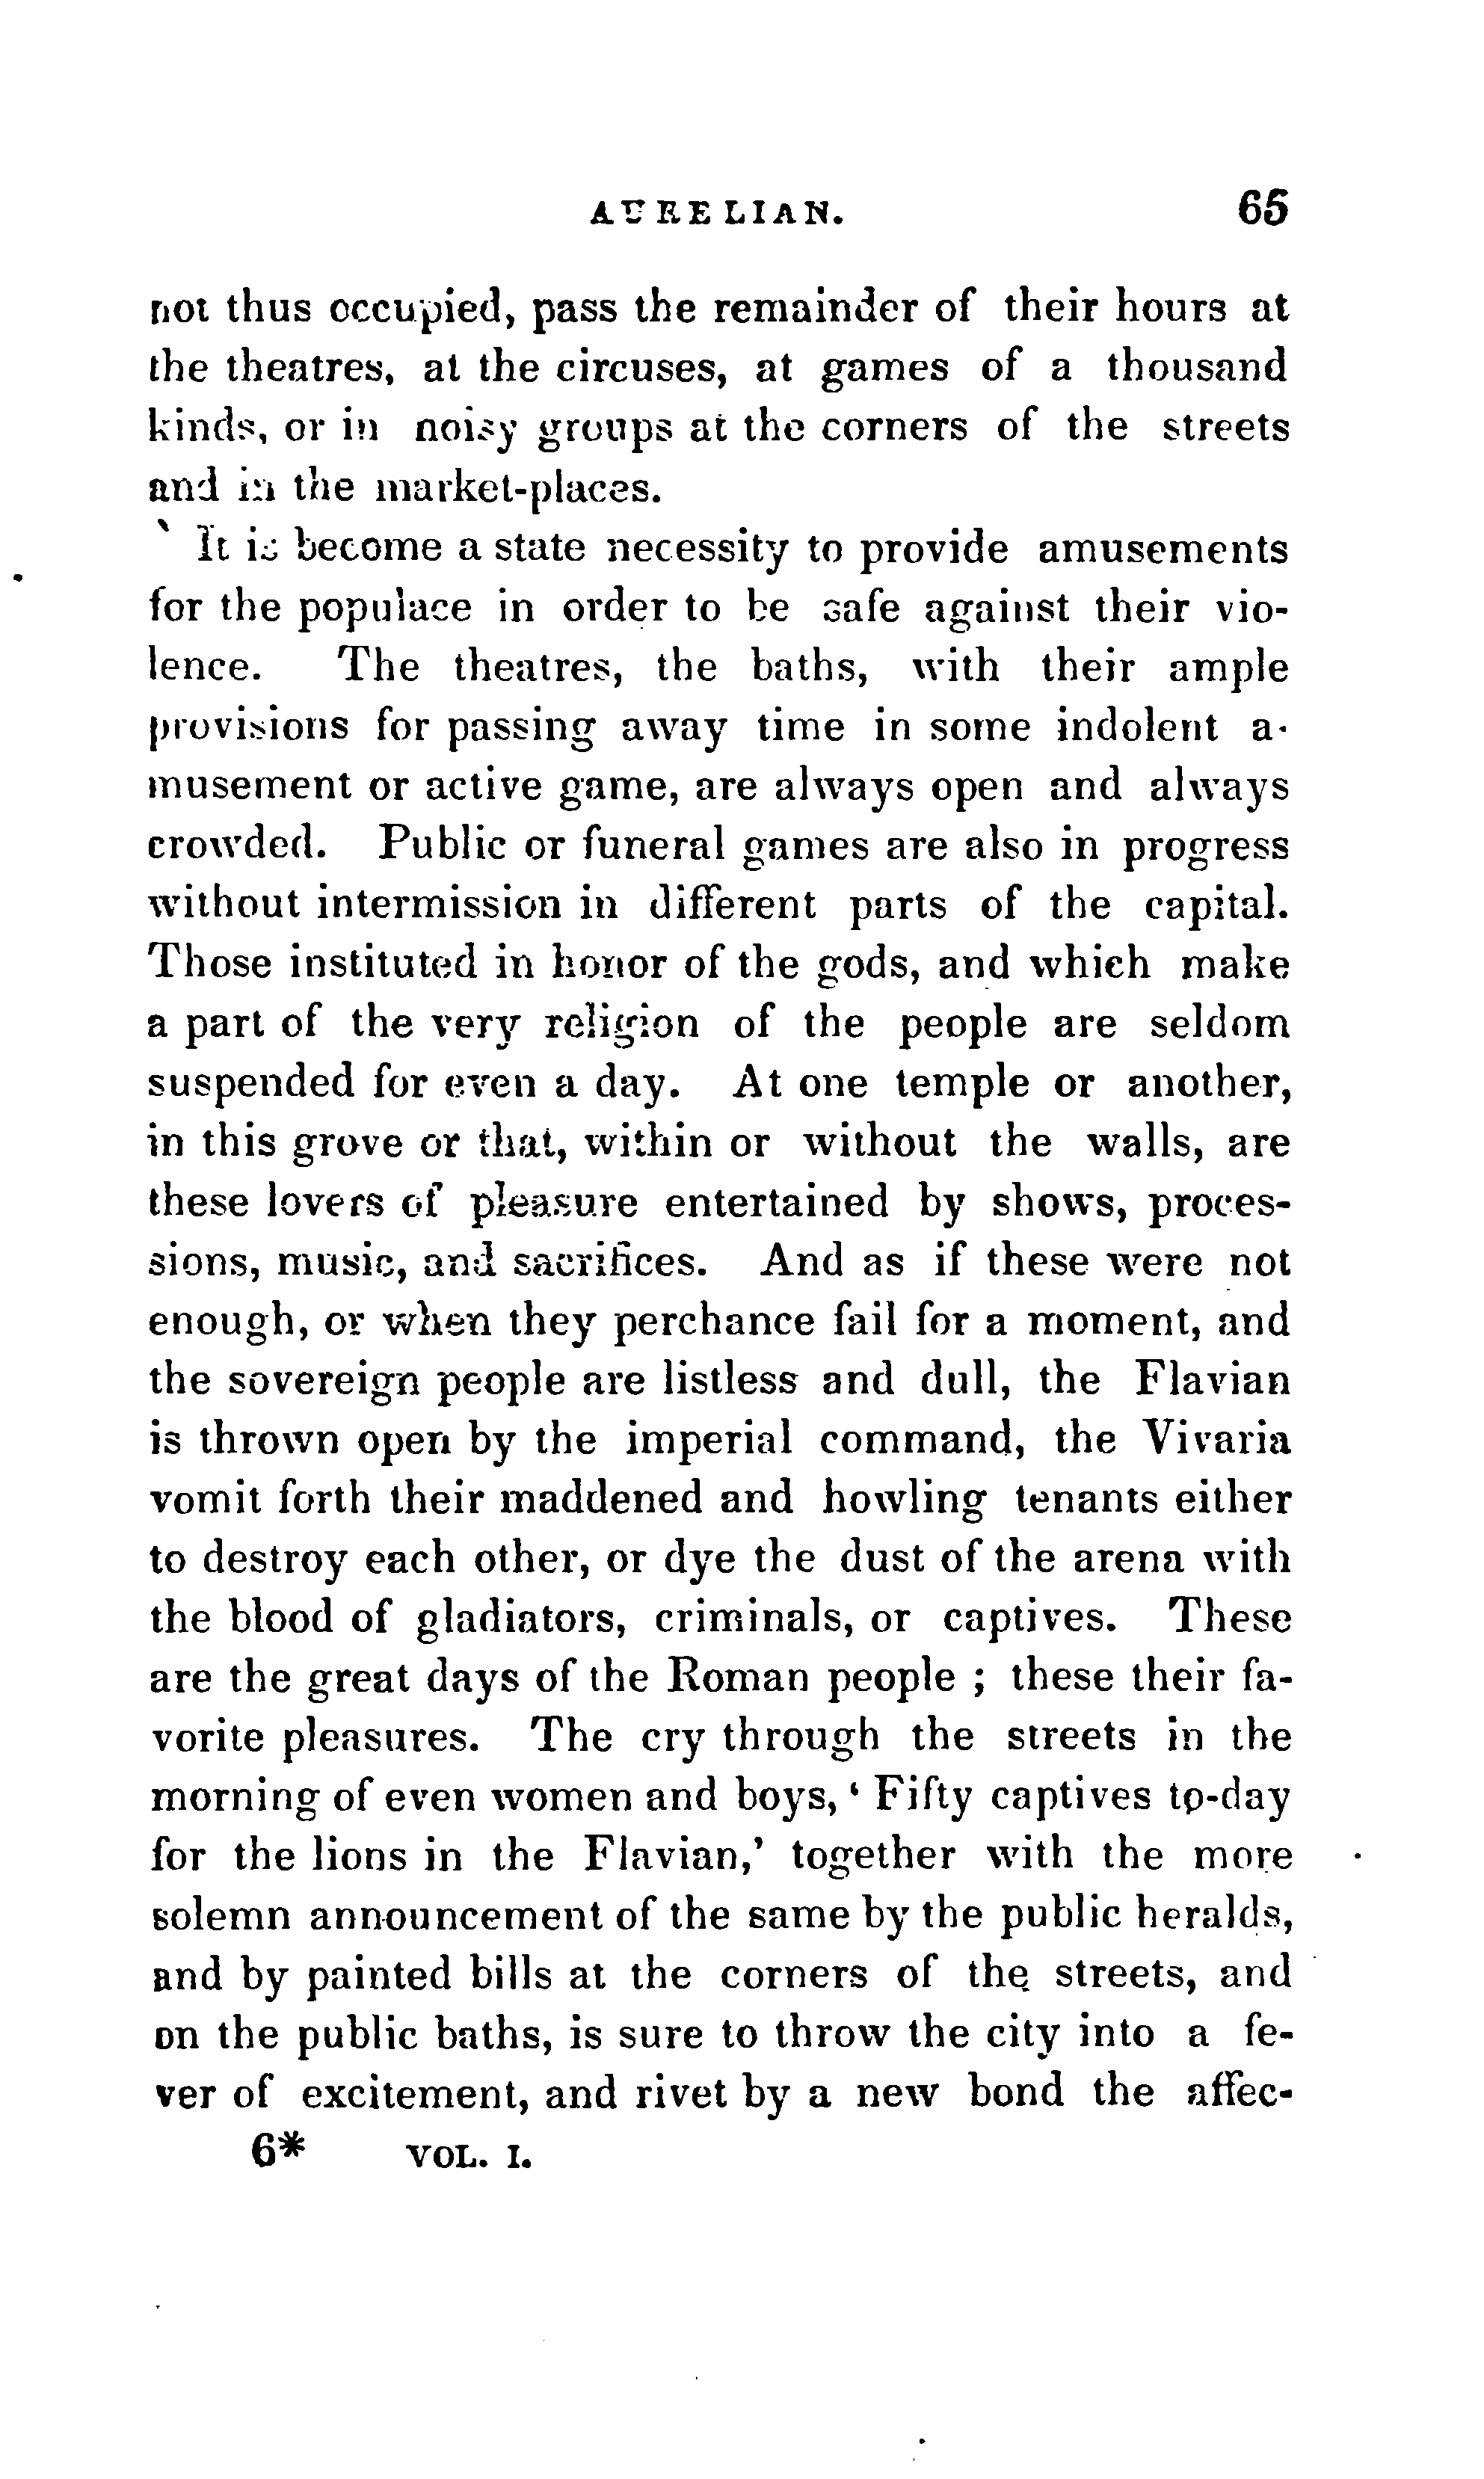 AURELIAN. 65
not thus occupied, pass the remainder of their hours at
the theatres, at the circuses, at games of a thousand
kinds, or in noisy groups at the corners of the streets
and in the market-places.
It is become a state necessity to provide amusements
for the populace in order to be safe against their vio-
lence. The theatres, the baths, with their ample
provisions for passing away time in some indolent a-
musement or active game, are always open and always
crowded. Public or funeral games are also in progress
without intermission in different parts of the capital.
Those instituted in honor of the gods, and which make
a part of the very religion of the people are seldom
suspended for even a day. At one temple or another,
in this grove or that, within or without the walls, are
these lovers of pleasure entertained by shows, proces-
sions, music, and sacrifices. And as if these were not
enough, or when they perchance fail for a moment, and
the sovereign people are listless and dull, the Flavian
is thrown open by the imperial command, the Vivaria
vomit forth their maddened and howling tenants either
to destroy each other, or dye the dust of the arena with
the blood of gladiators, criminals, or captives. These
are the great days of the Roman people ; these their fa-
vorite pleasures. The cry through the streets in the
morning of even women and boys, ‘ Fifty captives to-day
for the lions in the Flavian,’ together with the more
solemn announcement of the same by the public heralds,
and by painted bills at the corners of the streets, and
on the public baths, is sure to throw the city into a fe-
ver of excitement, and rivet by a new bond the affec-
6* VOL. I.